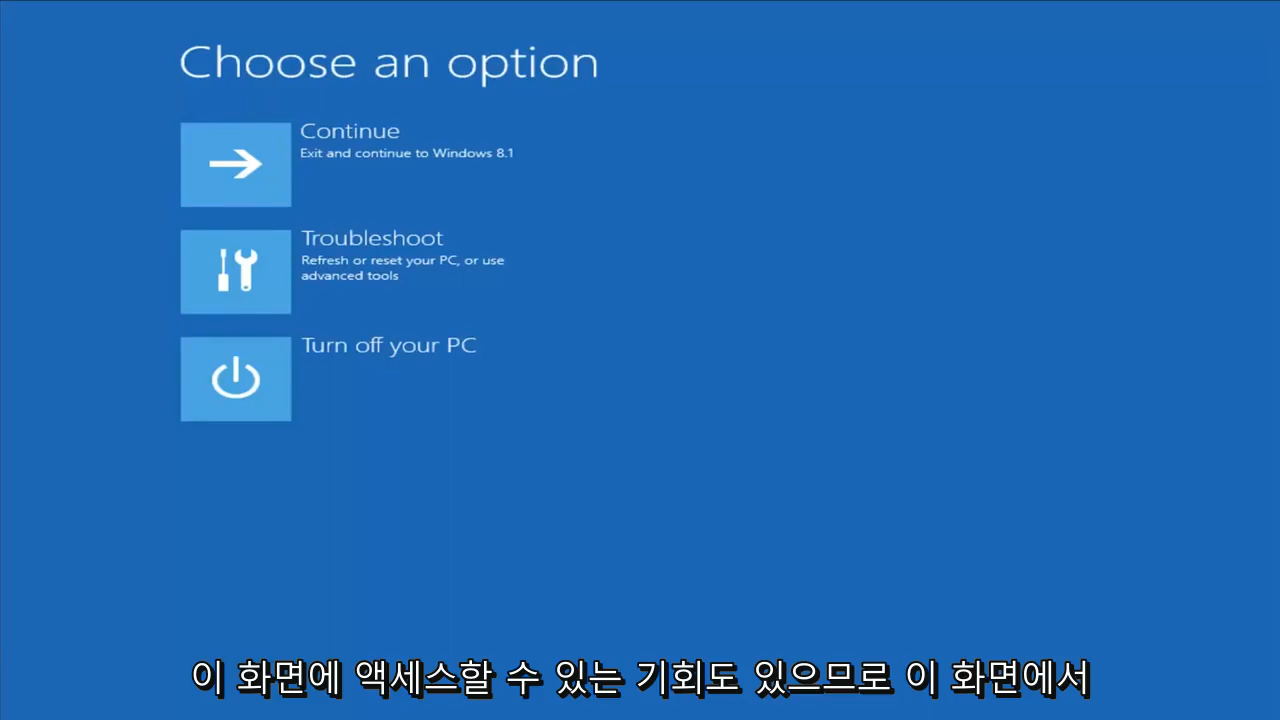 Choose an option
Continue
Exit and continue to Windows 8.1
Troubleshoot
Refresh or reset your PC, or use
advanced tools
Turn off your PC
이 화면에 액세스할 수 있는 기회도 있으므로 이 화면에서